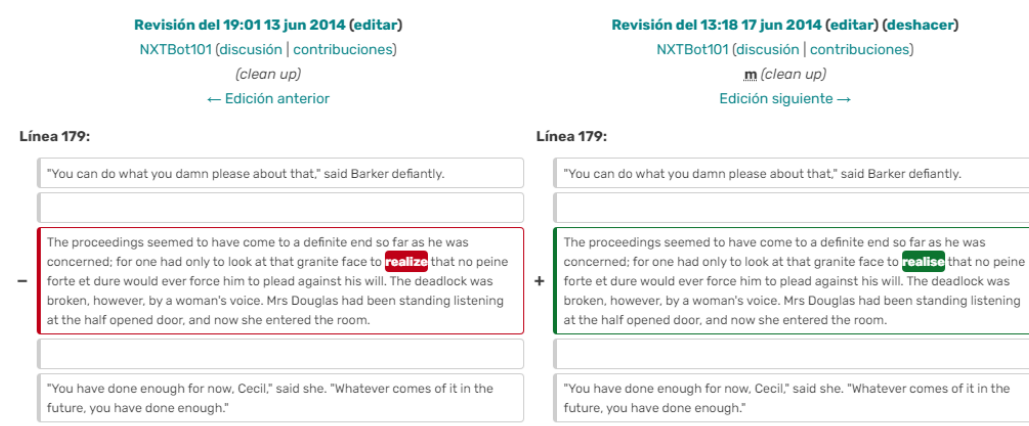 Revisión del 19:01 13 jun 2014 (editar)
NXTBot101 (discusión | contribuciones)
(clean up)
← Edición anterior
Línea 179:
"You can do what you damn please about that," said Barker defiantly.
−
The proceedings seemed to have come to a definite end so far as he was
concerned; for one had only to look at that granite face to realize that no peine
forte et dure would ever force him to plead against his will. The deadlock was
broken, however, by a woman's voice. Mrs Douglas had been standing listening
at the half opened door, and now she entered the room.
"You have done enough for now, Cecil," said she. "Whatever comes of it in the
future, you have done enough."
Revisión del 13:18 17 jun 2014 (editar) (deshacer)
NXTBot101 (discusión | contribuciones)
m (clean up)
Edición siguiente →
Línea 179:
"You can do what you damn please about that," said Barker defiantly.
+
The proceedings seemed to have come to a definite end so far as he was
concerned; for one had only to look at that granite face to realise that no peine
forte et dure would ever force him to plead against his will. The deadlock was
broken, however, by a woman's voice. Mrs Douglas had been standing listening
at the half opened door, and now she entered the room.
"You have done enough for now, Cecil," said she. "Whatever comes of it in the
future, you have done enough."